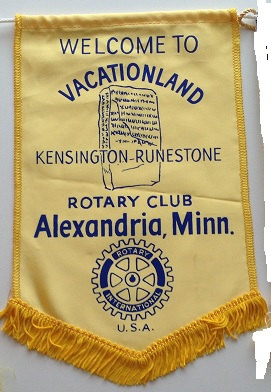 WELCOME TO
VACATIONLAND
KENSINGTON-RUNESTONE
ROTARY CLUB
Alexandria, Minn.
ROTARY
INTERNATIONAL
U.S.A.